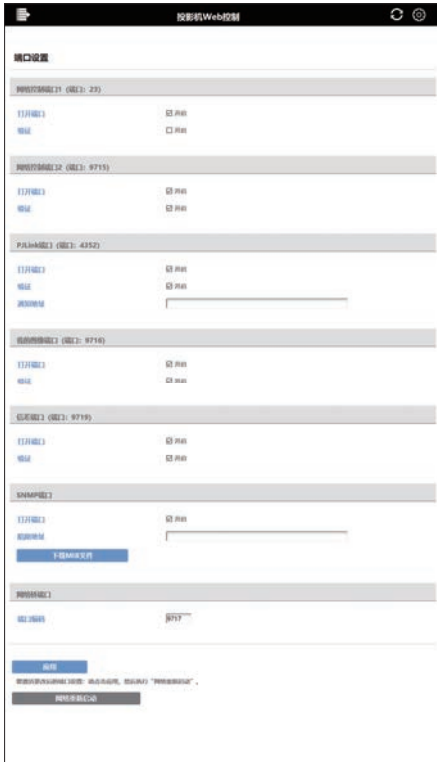 投影机Web控制
端口设置
网络控制端口1 (端口: 23)
打开端口 开启
验证 开启
网络控制端口2 (端口: 9715)
打开端口 开启
验证 开启
PJLink端口 (端口: 4352)
打开端口 开启
验证 开启
通知地址
我的图像端口 (端口: 9716)
打开端口 开启
验证 开启
信使端口 (端口: 9719)
打开端口 开启
验证 开启
SNMP端口
打开端口 开启
陷阱地址
下载MIB文件
网络桥端口
端口编码 9717
应用
网络重新启动